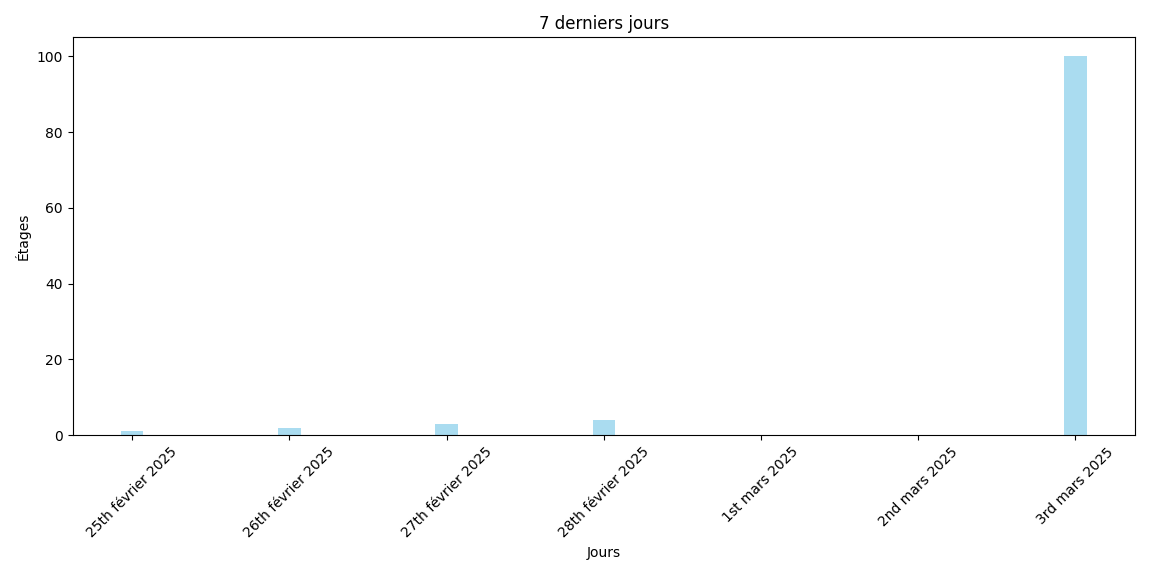 7 derniers jours
Étages
100
80
60
40
20
0
25th février 2025
26th février 2025
27th février 2025
28th février 2025
1st mars 2025
2nd mars 2025
3rd mars 2025
Jours